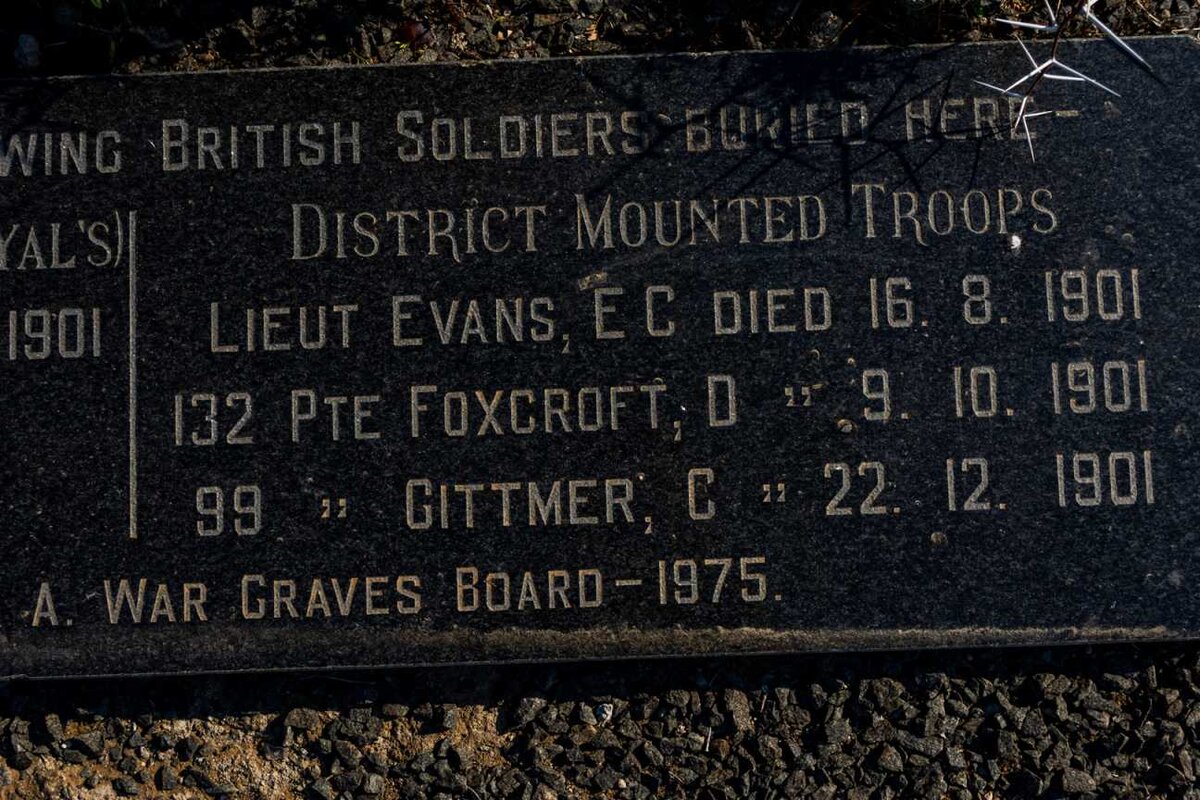 WING BRITISH SOLDIERS BURIED HERE-
YAL'S) DISTRICT MOUNTED TROOPS
1901 LIEUT EVANS, E C DIED 16. 8. 1901
132 PTE FOXCROFT, D " 9. 10. 1901
99 " GITTMER, C " 22. 12. 1901
A. WAR GRAVES BOARD-1975.